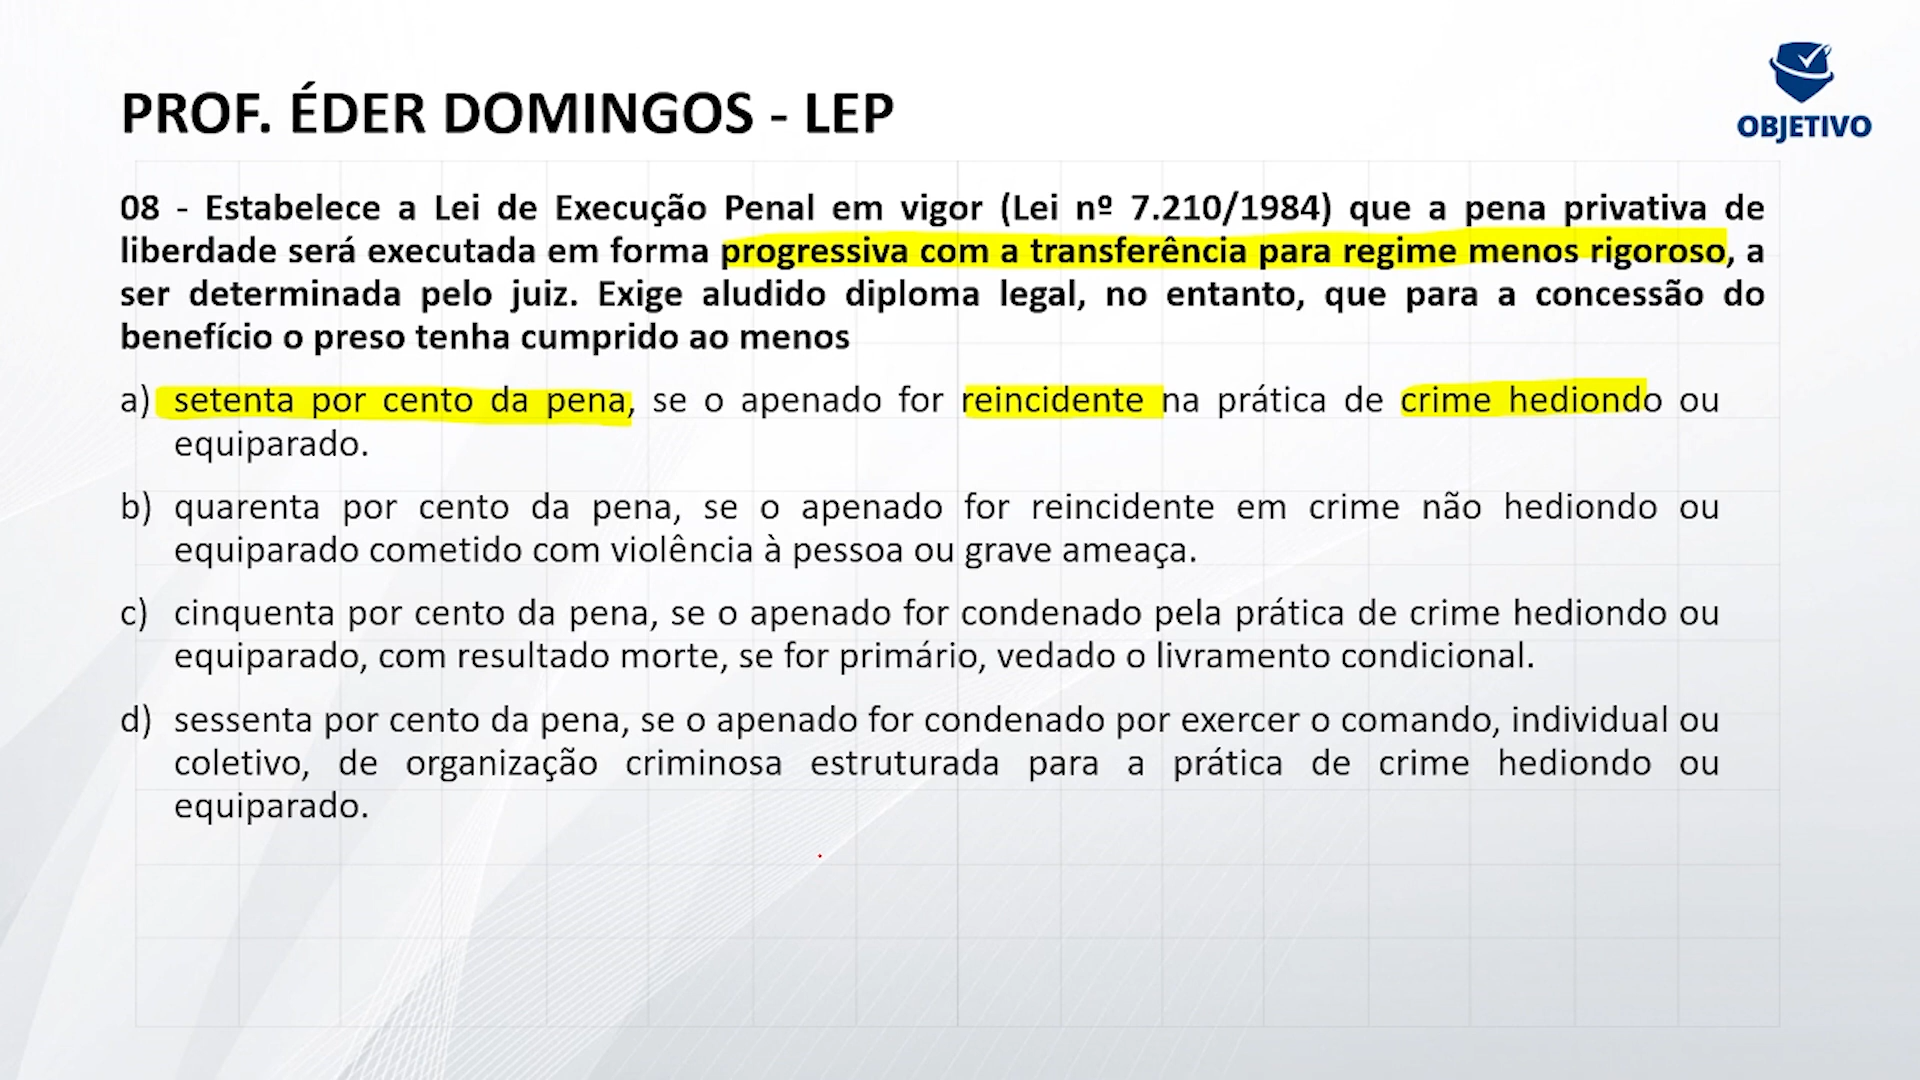 OBJETIVO
PROF. ÉDER DOMINGOS - LEP
08 - Estabelece a Lei de Execução Penal em vigor (Lei nº 7.210/1984) que a pena privativa de
liberdade será executada em forma progressiva com a transferência para regime menos rigoroso, a
ser determinada pelo juiz. Exige aludido diploma legal, no entanto, que para a concessão do
benefício o preso tenha cumprido ao menos
a) setenta por cento da pena, se o apenado for reincidente na prática de crime hediondo ou
equiparado.
b) quarenta por cento da pena, se o apenado for reincidente em crime não hediondo ou
equiparado cometido com violência à pessoa ou grave ameaça.
c) cinquenta por cento da pena, se o apenado for condenado pela prática de crime hediondo ou
equiparado, com resultado morte, se for primário, vedado o livramento condicional.
d) sessenta por cento da pena, se o apenado for condenado por exercer o comando, individual ou
coletivo, de organização criminosa estruturada para a prática de crime hediondo ou
equiparado.